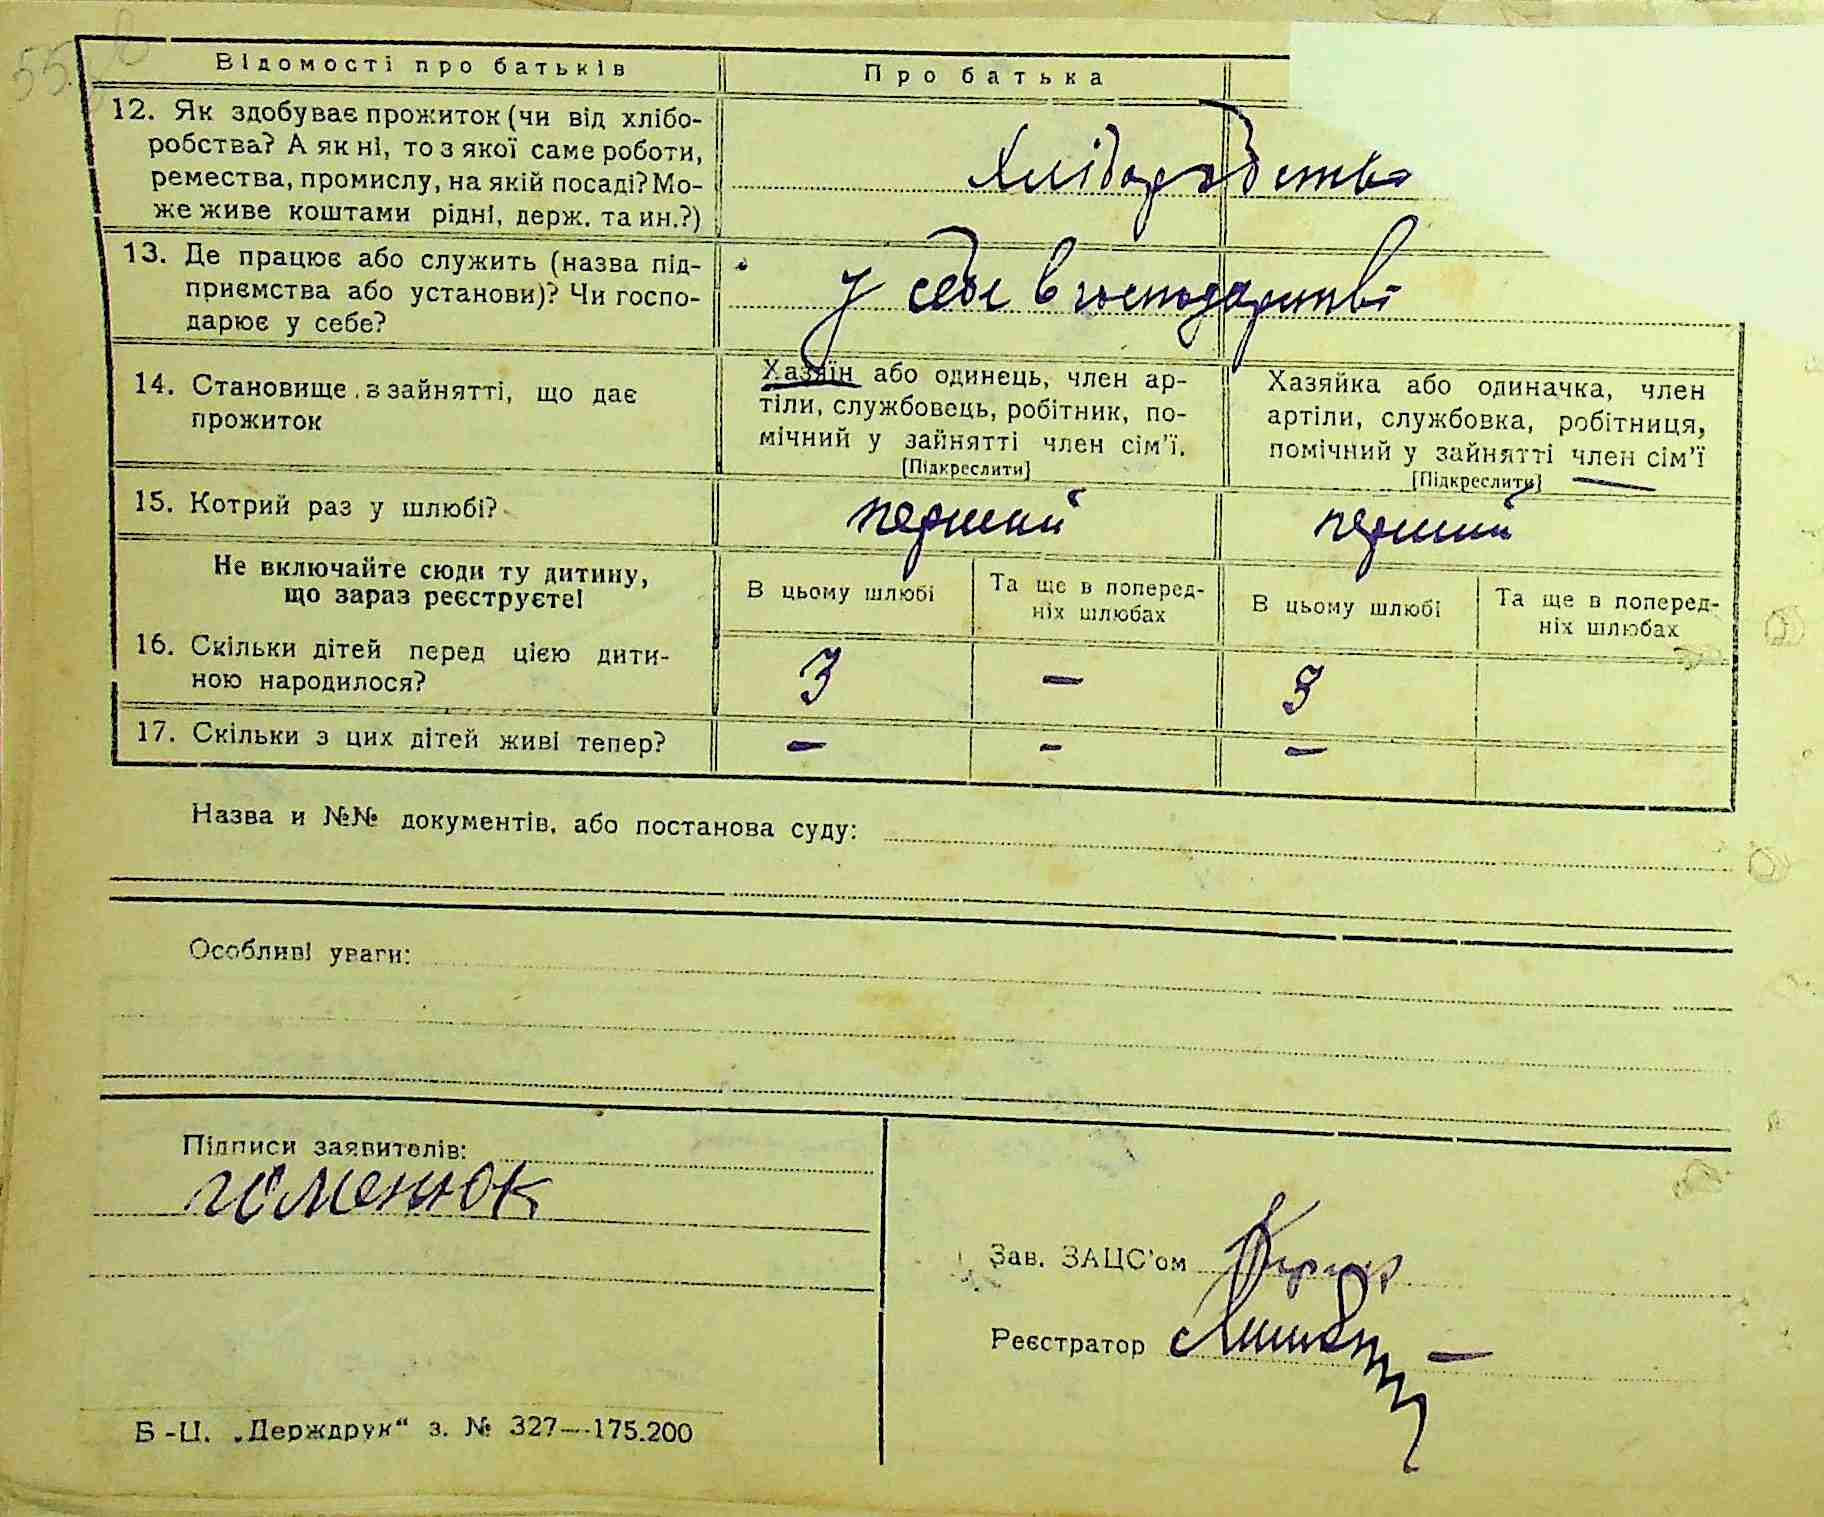 55
Відомості про батьків
Про батька
12. Як здобуває прожиток (чи від хлібо-
робства? А як ні, то з якої саме роботи,
ремества, промислу, на якій посаді? Мо-
же живе коштами рідні, держ. та ин.?)
Хліборобство
13. Де працює або служить (назва під-
приємства або установи)? Чи госпо-
дарює у себе?
у себе в господарстві
14. Становище в зайнятті, що дає
прожиток
Хазяїн або одинець, член ар-
тіли, службовець, робітник, по-
мічний у зайнятті член сім'ї.
[Підкреслити]
Хазяйка або одиначка, член
артіли, службовка, робітниця,
помічний у зайнятті член сім'ї
[Підкреслити]
15. Котрий раз у шлюбі?
перший
перший
Не включайте сюди ту дитину,
що зараз реєструєте!
В цьому шлюбі
Та ще в поперед-
ніх шлюбах
В цьому шлюбі
Та ще в поперед-
ніх шлюбах
16. Скільки дітей перед цією дити-
ною народилося?
3
—
3
17. Скільки з цих дітей живі тепер?
—
-
—
Назва и №№ документів, або постанова суду:
Особливі уваги:
Підписи заявителів:
гоменюк
Зав. ЗАЦС'ом
Реєстратор
Б-Ц. „Держдрук“ з. № 327—175.200